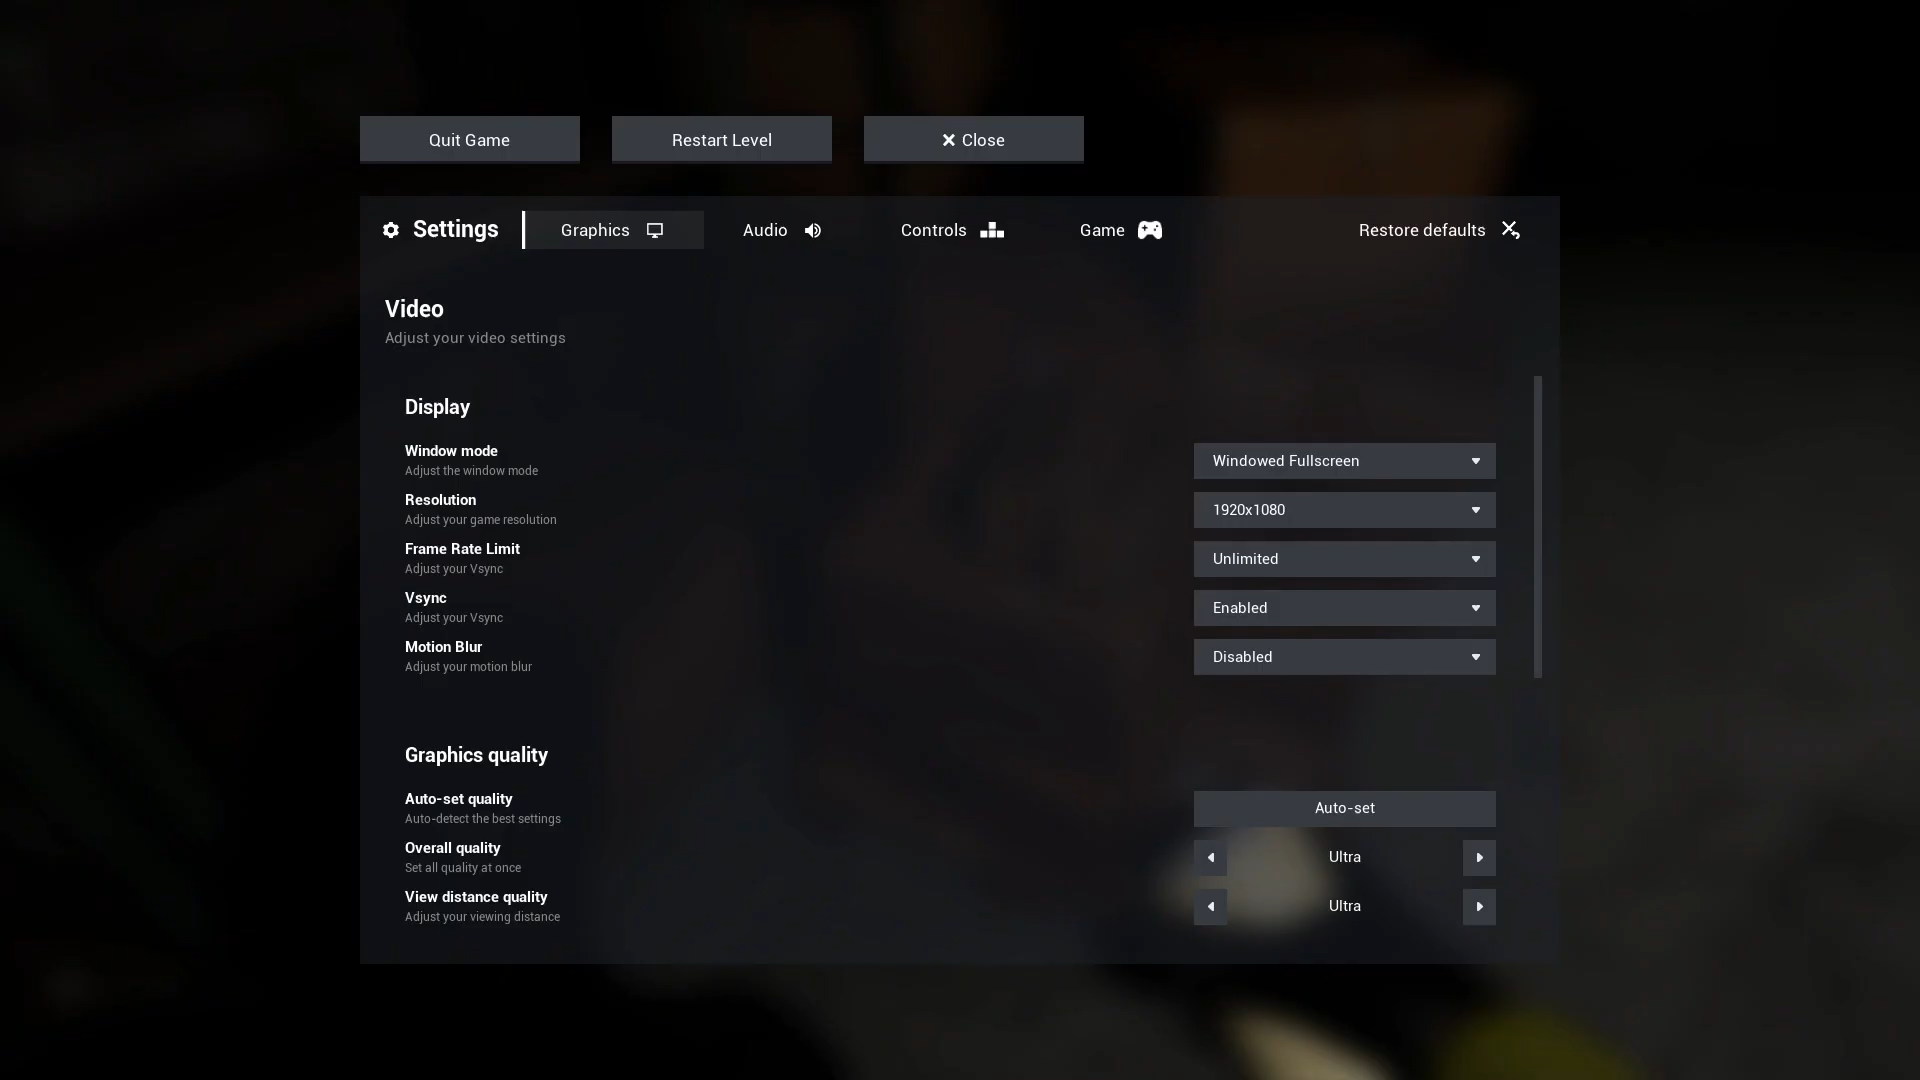 Quit Game
Restart Level
Close
Settings
Graphics
Audio
Controls
Game
Restore defaults
Video
Adjust your video settings
Display
Window mode
Adjust the window mode
Windowed Fullscreen
Resolution
Adjust your game resolution
1920x1080
Frame Rate Limit
Adjust your Vsync
Unlimited
Vsync
Adjust your Vsync
Enabled
Motion Blur
Adjust your motion blur
Disabled
Graphics quality
Auto-set quality
Auto-detect the best settings
Auto-set
Overall quality
Set all quality at once
Ultra
View distance quality
Adjust your viewing distance
Ultra